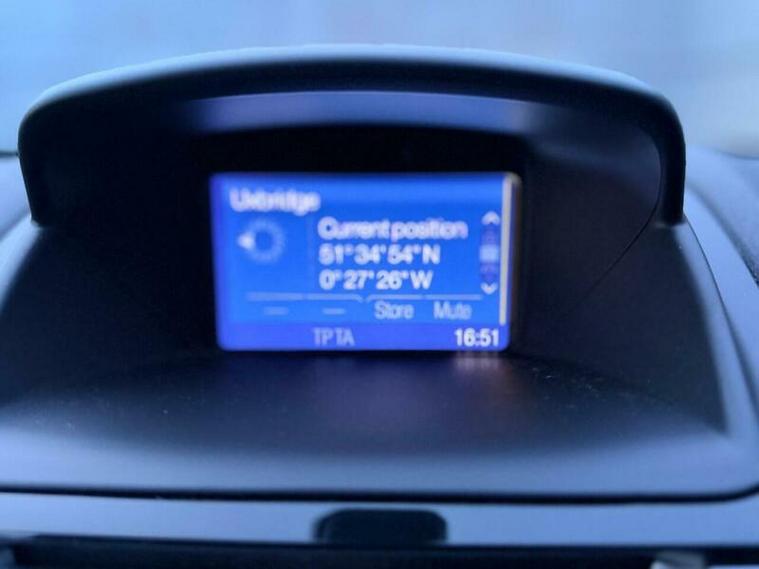 Uxbridge
Current position
51°34'54"N
0°27'26"W
Store Mute
TP TA 16:51